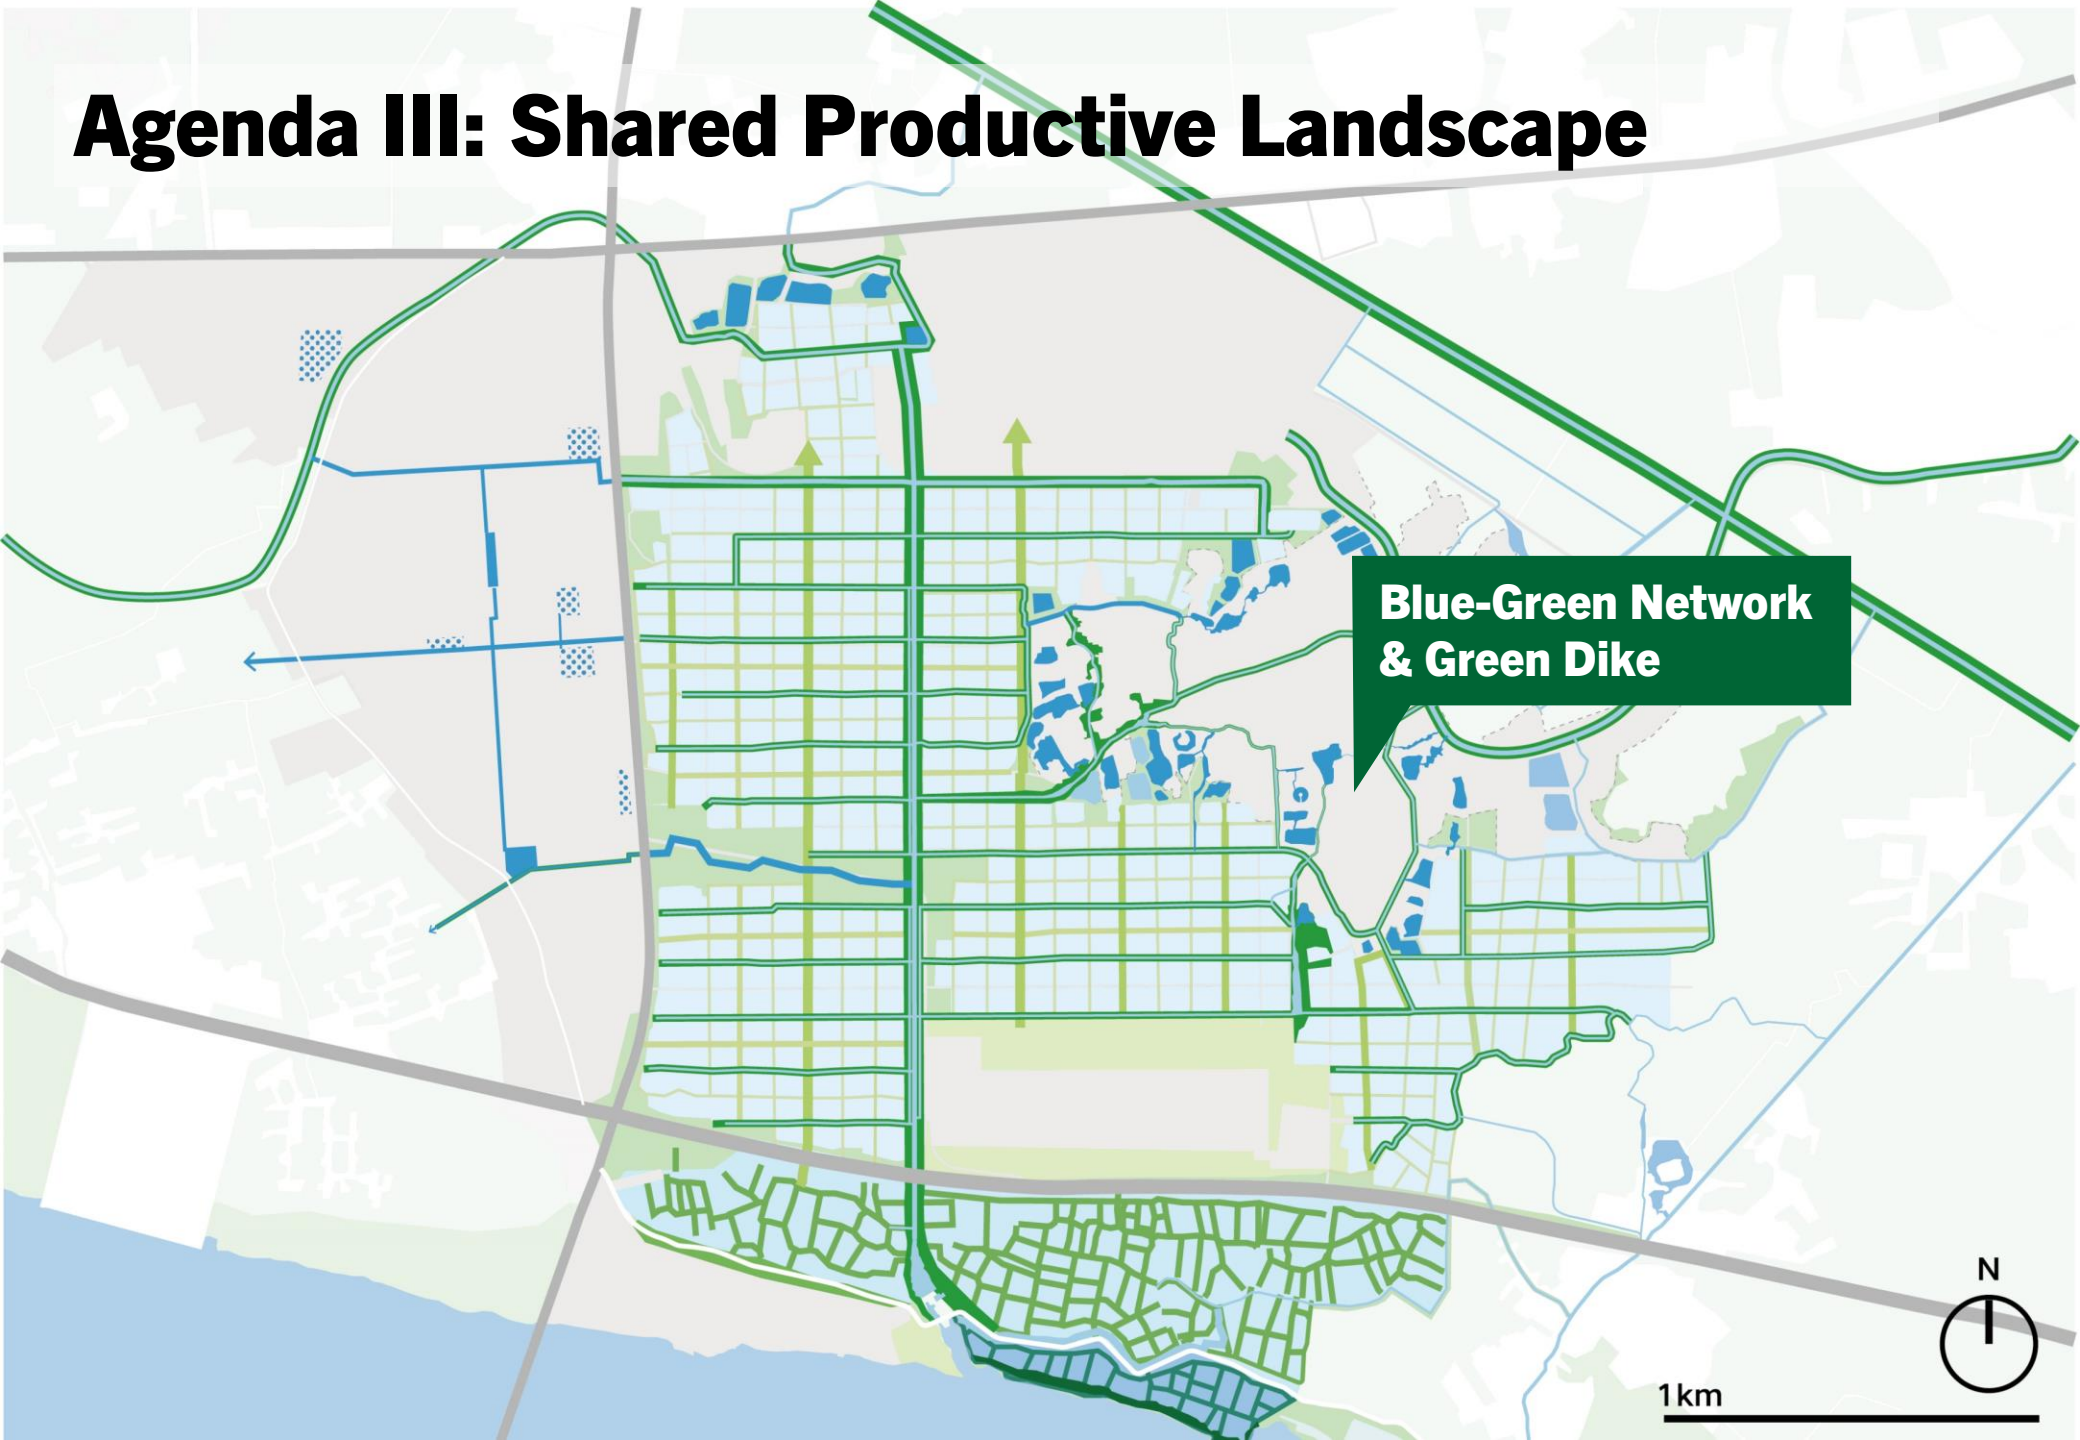 Agenda III: Shared Productive Landscape
Blue-Green Network
& Green Dike
N
1km